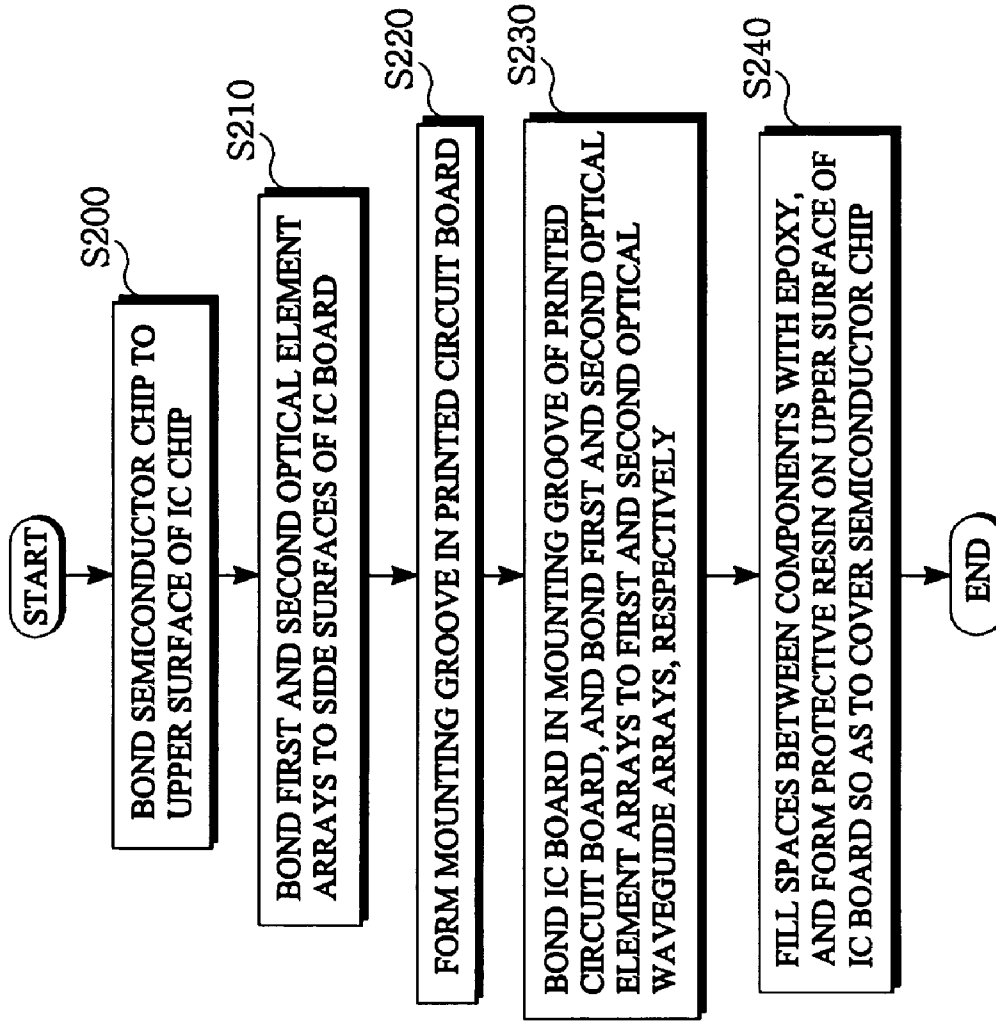 START
S200
BOND SEMICONDUCTOR CHIP TO
UPPER SURFACE OF IC CHIP
S210
BOND FIRST AND SECOND OPTICAL ELEMENT
ARRAYS TO SIDE SURFACES OF IC BOARD
S220
FORM MOUNTING GROOVE IN PRINTED CIRCUIT BOARD
S230
BOND IC BOARD IN MOUNTING GROOVE OF PRINTED
CIRCUIT BOARD, AND BOND FIRST AND SECOND OPTICAL
ELEMENT ARRAYS TO FIRST AND SECOND OPTICAL
WAVEGUIDE ARRAYS, RESPECTIVELY
S240
FILL SPACES BETWEEN COMPONENTS WITH EPOXY,
AND FORM PROTECTIVE RESIN ON UPPER SURFACE OF
IC BOARD SO AS TO COVER SEMICONDUCTOR CHIP
END